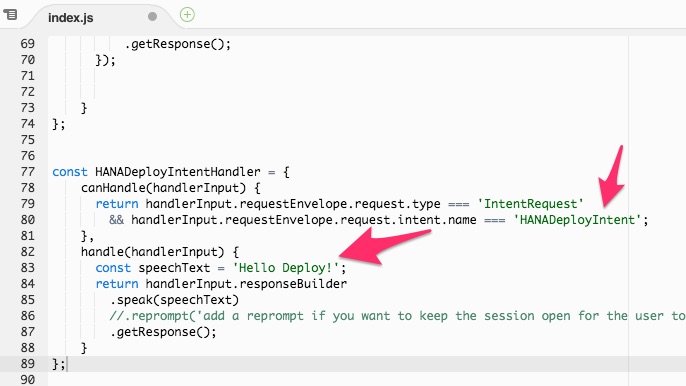 index.js
69 .getResponse();
70 });
71
72
73 }
74 };
75
76
77 const HANADeployIntentHandler = {
78 canHandle(handlerInput) {
79 return handlerInput.requestEnvelope.request.type === 'IntentRequest'
80 && handlerInput.requestEnvelope.request.intent.name === 'HANADeployIntent';
81 },
82 handle(handlerInput) {
83 const speechText = 'Hello Deploy!';
84 return handlerInput.responseBuilder
85 .speak(speechText)
86 //.reprompt('add a reprompt if you want to keep the session open for the user to
87 .getResponse();
88 }
89 };
90